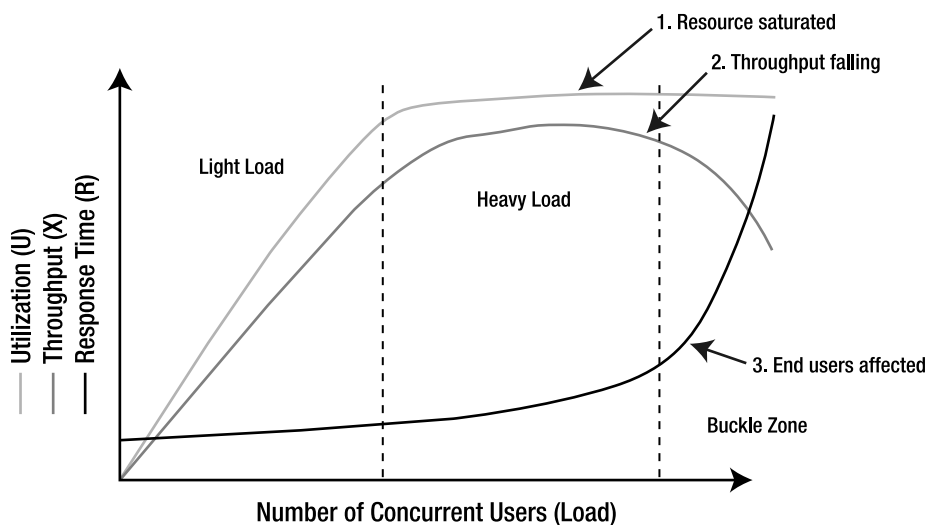 1. Resource saturated
2. Throughput falling
Light Load
Heavy Load
Utilization (U)
Throughput (X)
Response Time (R)
3. End users affected
Buckle Zone
Number of Concurrent Users (Load)